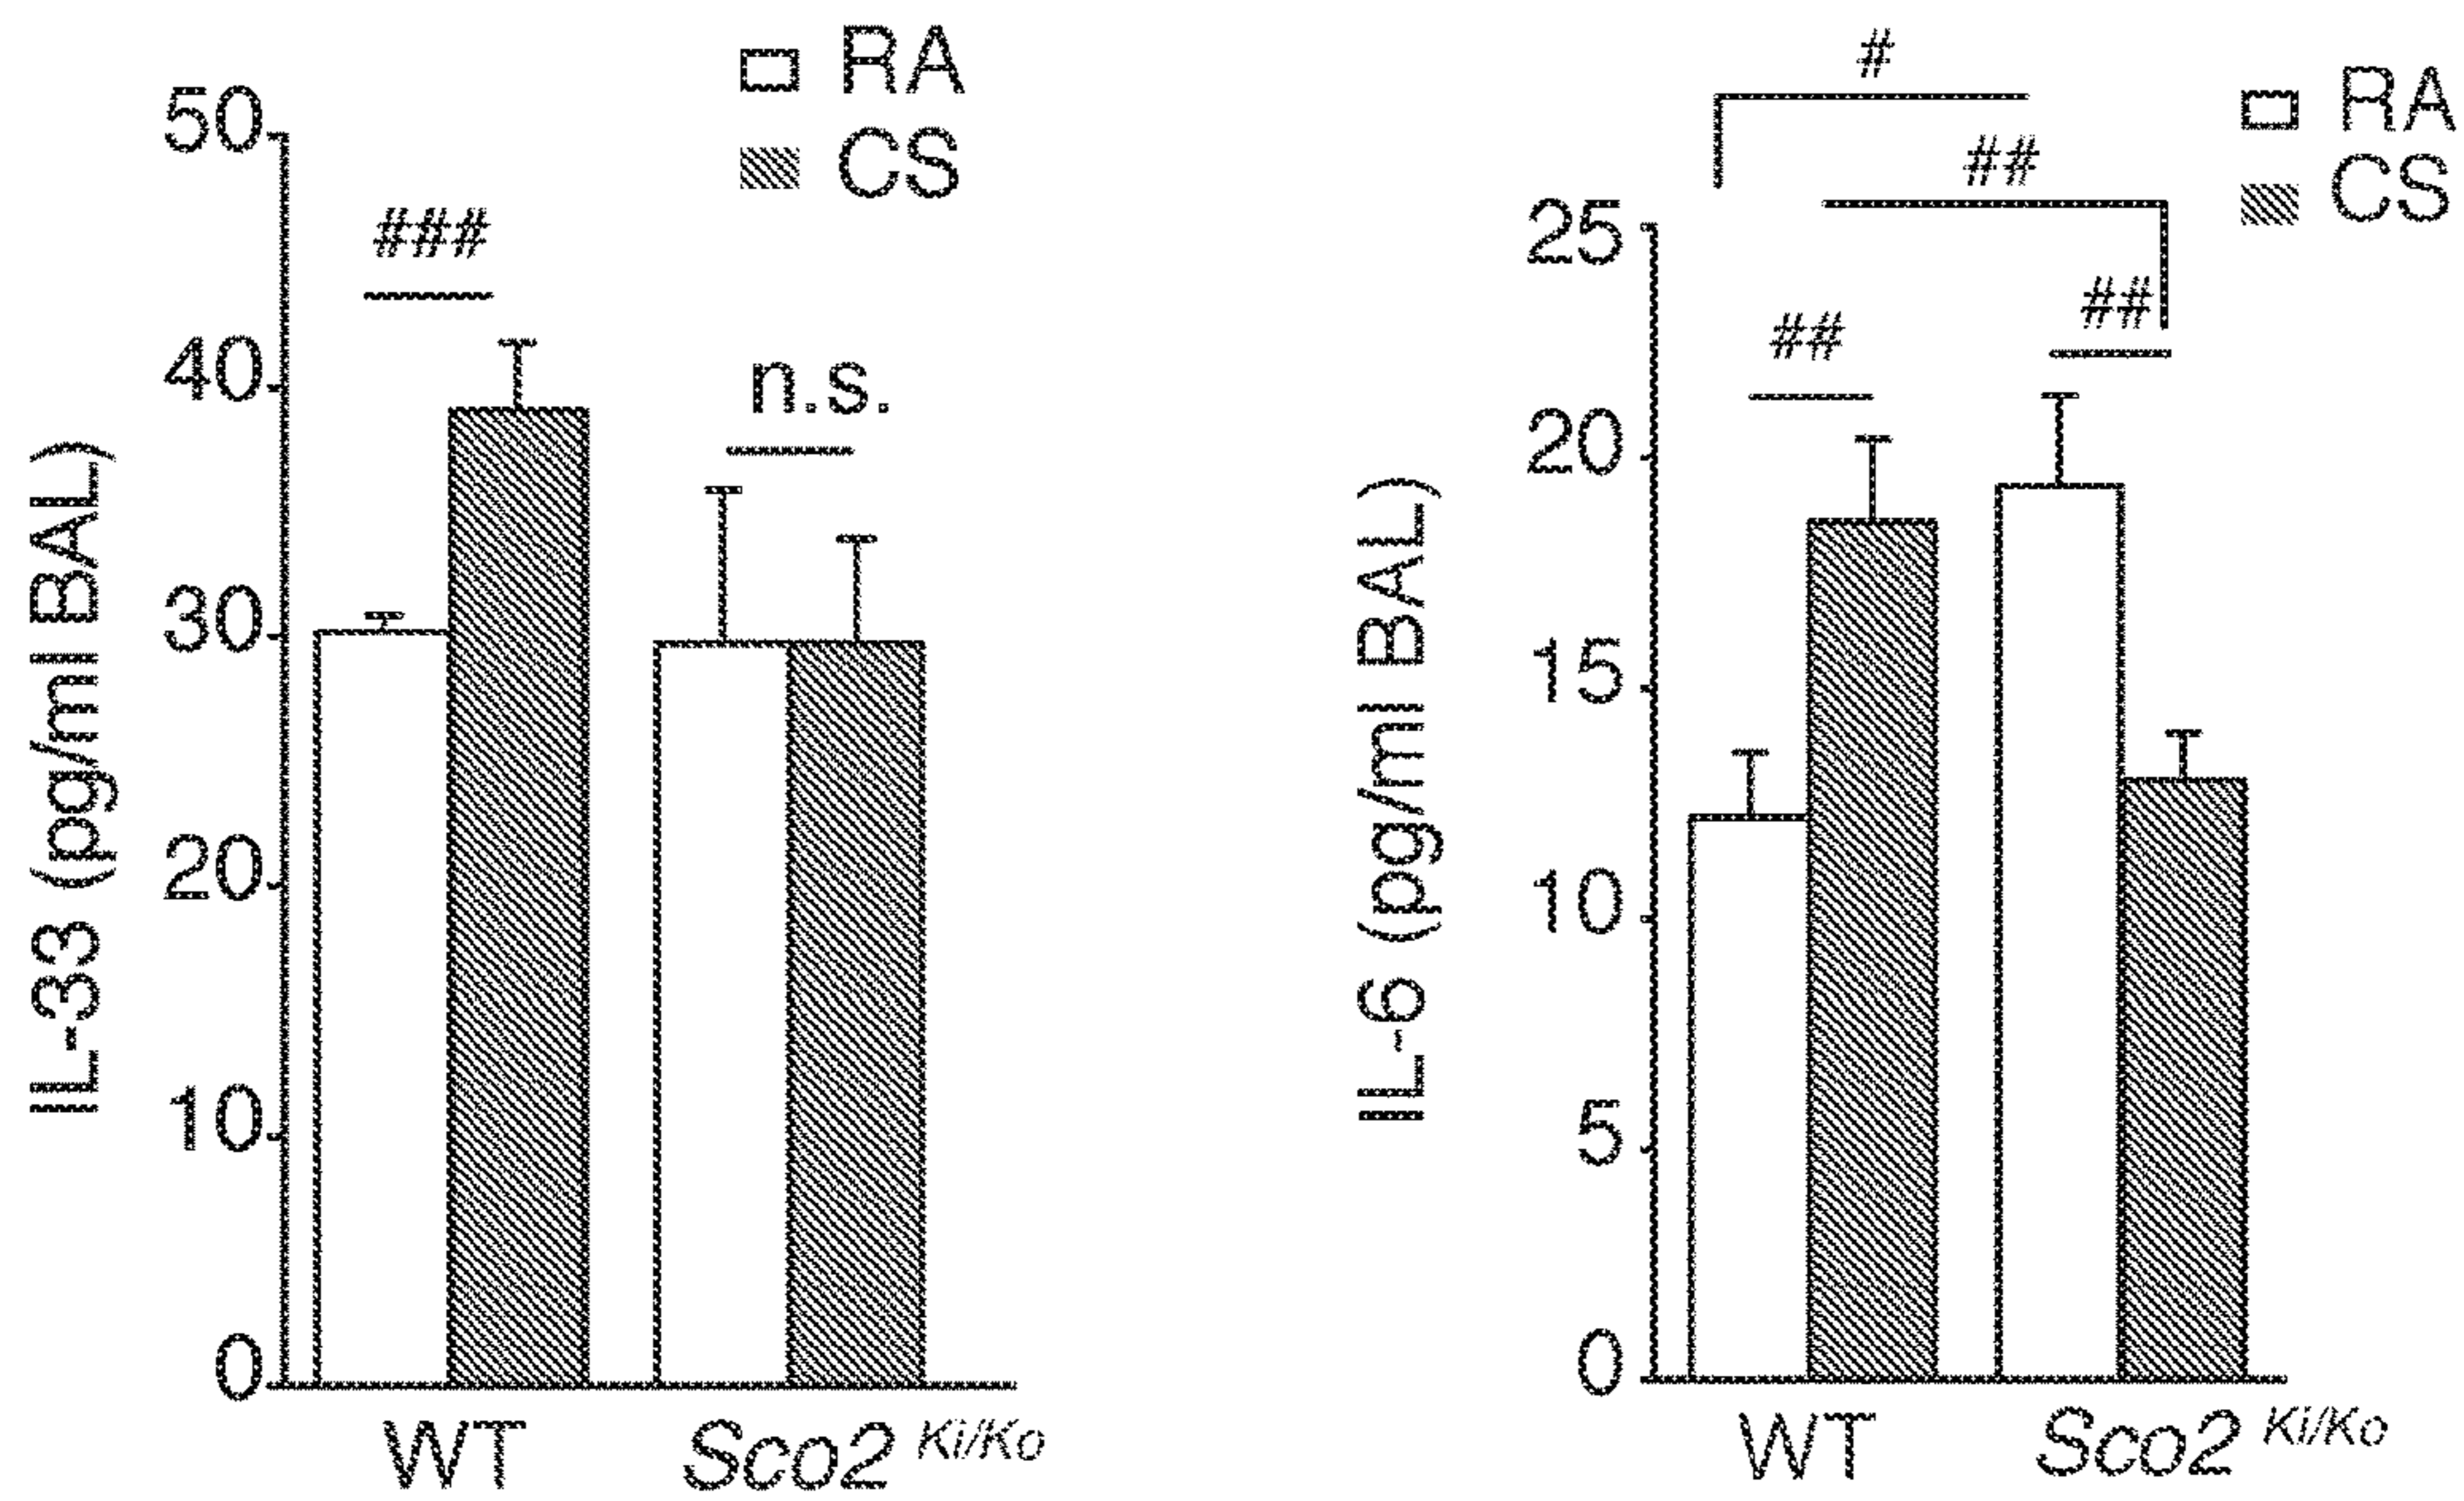 RA
CS
50
40
30
20
10
0
IL-33 (pg/ml BAL)
###
n.s.
WT
Sco2 Ki/Ko
RA
CS
#
##
##
##
25
20
15
10
5
0
IL-6 (pg/ml BAL)
WT
Sco2 Ki/Ko